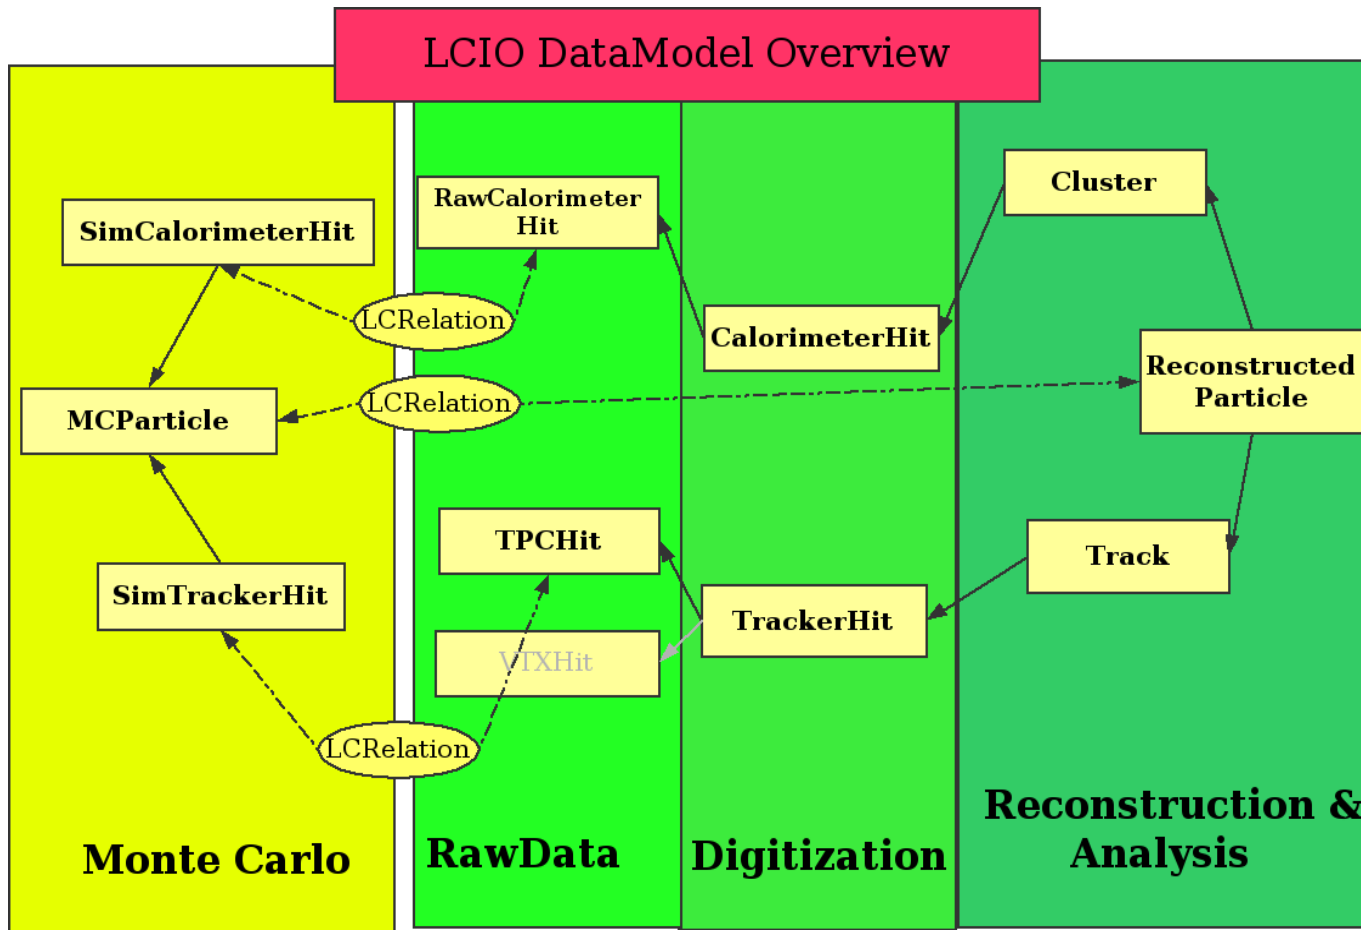 LCIO DataModel Overview
SimCalorimeterHit
LCRelation
MCParticle
LCRelation
SimTrackerHit
LCRelation
Monte Carlo
RawCalorimeter
Hit
TPCHit
VTXHit
RawData
CalorimeterHit
TrackerHit
Digitization
Cluster
Reconstructed
Particle
Track
Reconstruction &
Analysis